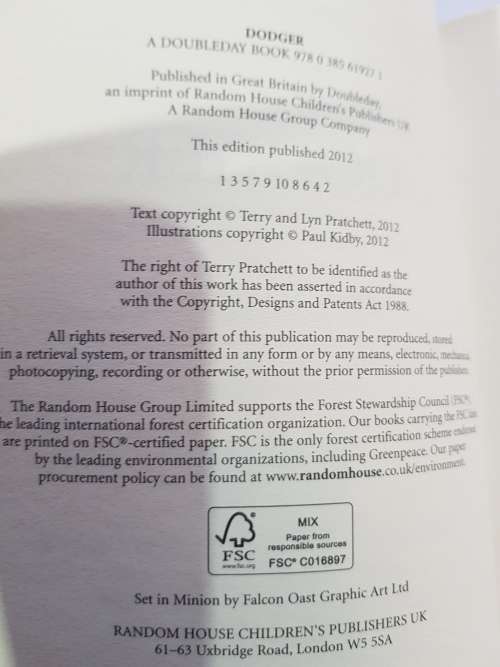 DODGER
A DOUBLEDAY BOOK 978 0 385 61927 1
Published in Great Britain by Doubleday,
an imprint of Random House Children's Publishers UK
A Random House Group Company
This edition published 2012
1 3 5 7 9 10 8 6 4 2
Text copyright © Terry and Lyn Pratchett, 2012
Illustrations copyright © Paul Kidby, 2012
The right of Terry Pratchett to be identified as the
author of this work has been asserted in accordance
with the Copyright, Designs and Patents Act 1988.
All rights reserved. No part of this publication may be reproduced, stored
in a retrieval system, or transmitted in any form or by any means, electronic, mechanical,
photocopying, recording or otherwise, without the prior permission of the publishers.
The Random House Group Limited supports the Forest Stewardship Council (FSC®),
the leading international forest certification organization. Our books carrying the FSC label
are printed on FSC®-certified paper. FSC is the only forest certification scheme endorsed
by the leading environmental organizations, including Greenpeace. Our paper
procurement policy can be found at www.randomhouse.co.uk/environment.
FSC
www.fsc.org
MIX
Paper from
responsible sources
FSC® C016897
Set in Minion by Falcon Oast Graphic Art Ltd
RANDOM HOUSE CHILDREN'S PUBLISHERS UK
61–63 Uxbridge Road, London W5 5SA